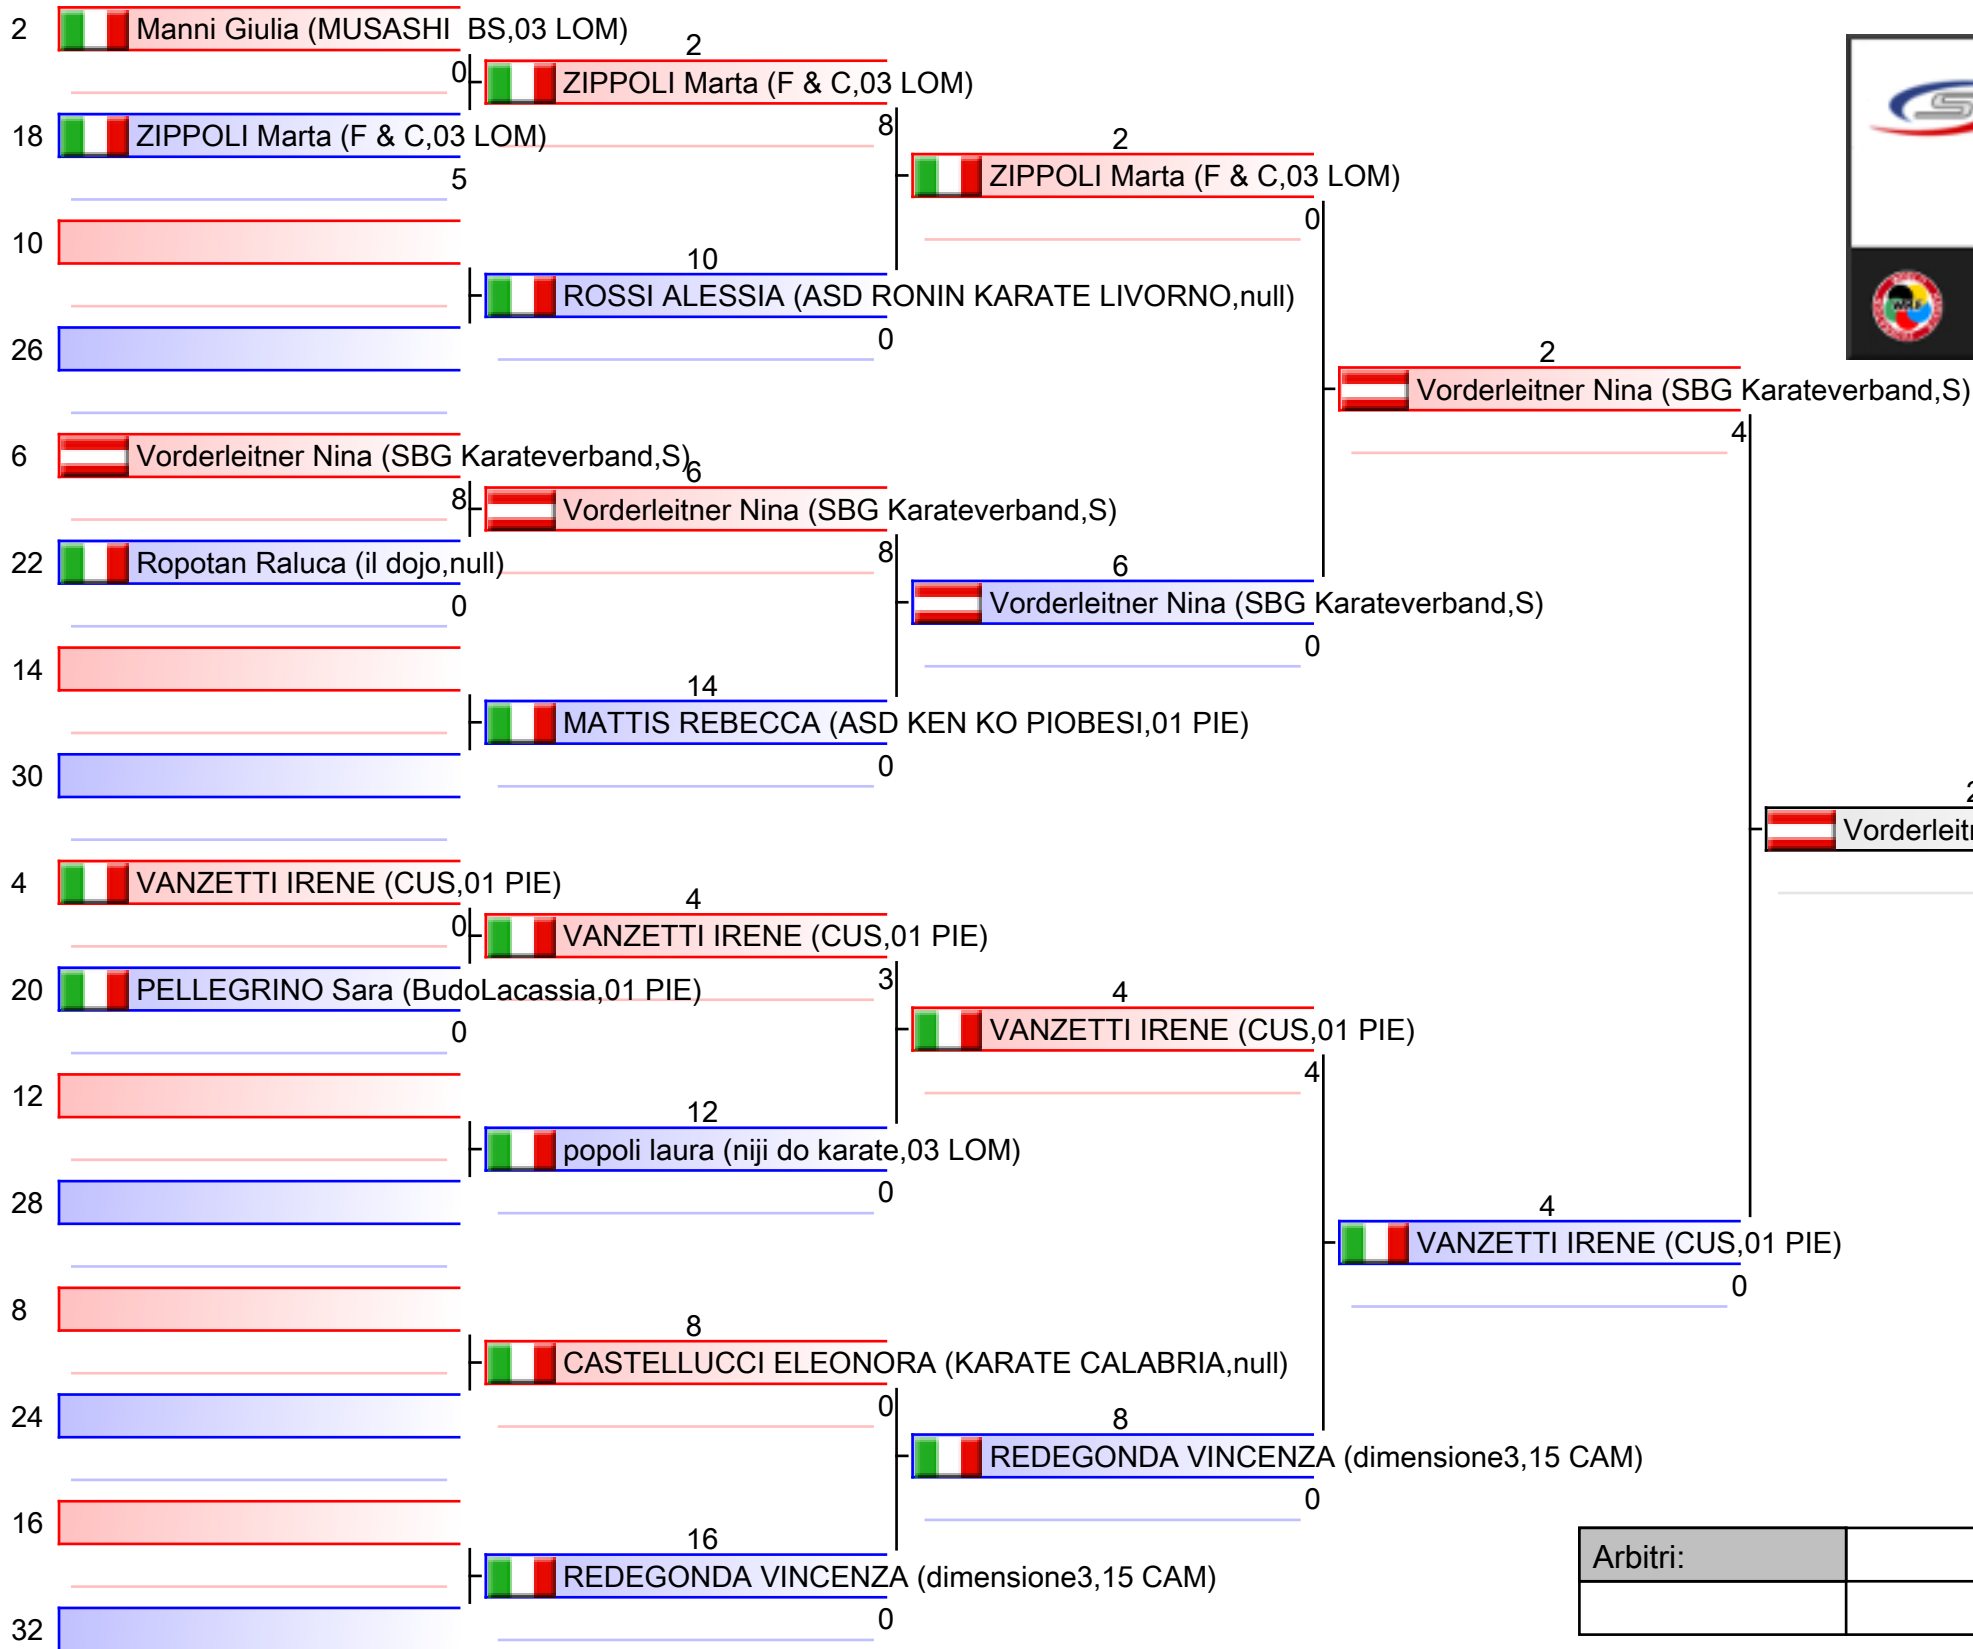 2 Manni Giulia (MUSASHI  BS,03 LOM)
0
2
ZIPPOLI Marta (F & C,03 LOM)
8
18 ZIPPOLI Marta (F & C,03 LOM)
5
2
ZIPPOLI Marta (F & C,03 LOM)
0
10
10
ROSSI ALESSIA (ASD RONIN KARATE LIVORNO,null)
0
26
2
Vorderleitner Nina (SBG Karateverband,S)
4
6 Vorderleitner Nina (SBG Karateverband,S)
8
6
Vorderleitner Nina (SBG Karateverband,S)
8
22 Ropotan Raluca (il dojo,null)
0
6
Vorderleitner Nina (SBG Karateverband,S)
0
14
14
MATTIS REBECCA (ASD KEN KO PIOBESI,01 PIE)
0
30
Vorderleit
4 VANZETTI IRENE (CUS,01 PIE)
0
4
VANZETTI IRENE (CUS,01 PIE)
3
20 PELLEGRINO Sara (BudoLacassia,01 PIE)
0
4
VANZETTI IRENE (CUS,01 PIE)
4
12
12
popoli laura (niji do karate,03 LOM)
0
28
4
VANZETTI IRENE (CUS,01 PIE)
0
8
8
CASTELLUCCI ELEONORA (KARATE CALABRIA,null)
0
24
8
REDEGONDA VINCENZA (dimensione3,15 CAM)
0
16
16
REDEGONDA VINCENZA (dimensione3,15 CAM)
0
32
Arbitri: